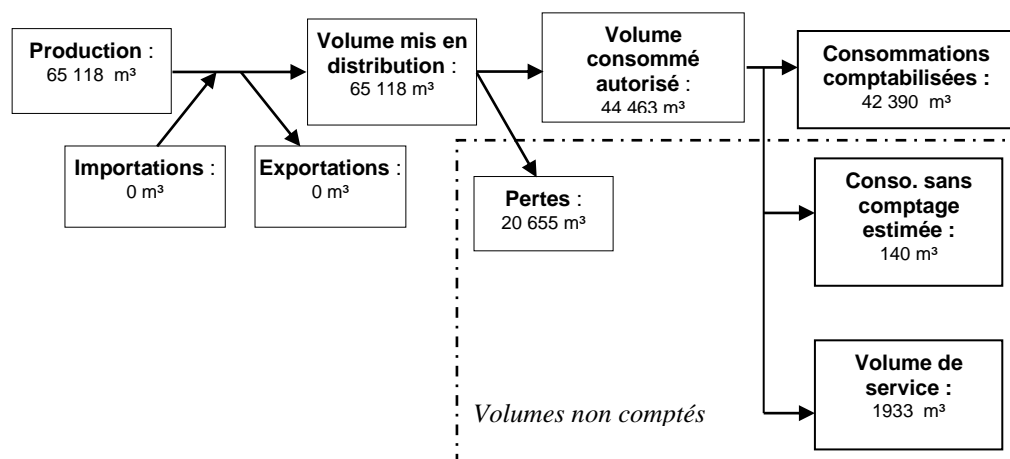 Production :
65 118 m³
Importations :
0 m³
Exportations :
0 m³
Volume mis en
distribution :
65 118 m³
Pertes :
20 655 m³
Volume
consommé
autorisé :
44 463 m³
Consommations
comptabilisées :
42 390 m³
Conso. sans
comptage
estimée :
140 m³
Volume de
service :
1933 m³
Volumes non comptés